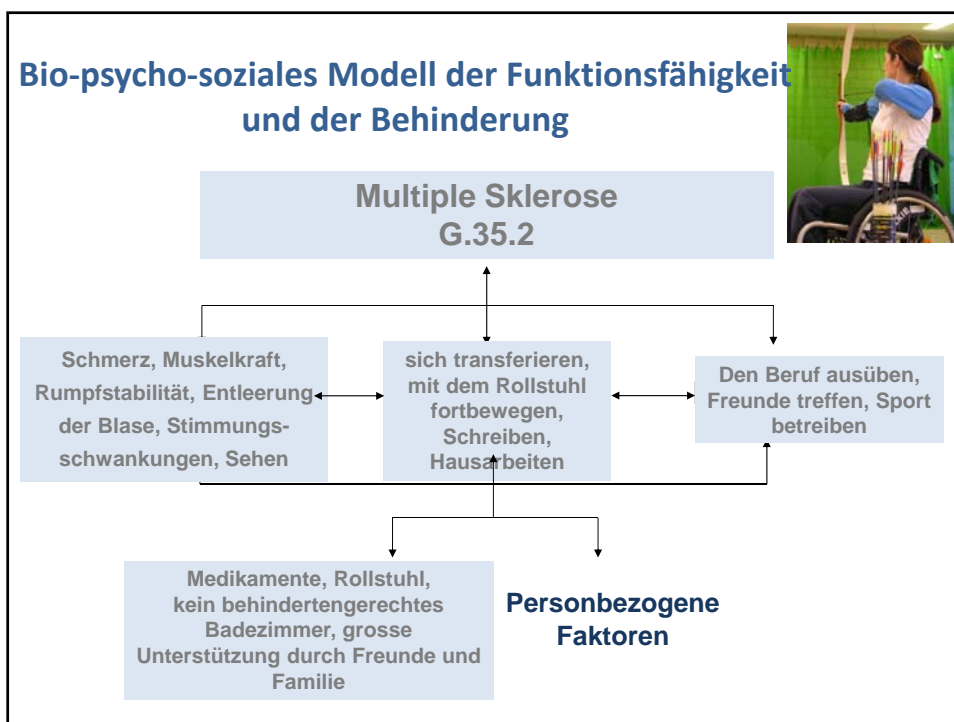 Bio-psycho-soziales Modell der Funktionsfähigkeit
und der Behinderung
Multiple Sklerose
G.35.2
Schmerz, Muskelkraft,
Rumpfstabilität, Entleerung
der Blase, Stimmungs-
schwankungen, Sehen
sich transferieren,
mit dem Rollstuhl
fortbewegen,
Schreiben,
Hausarbeiten
Den Beruf ausüben,
Freunde treffen, Sport
betreiben
Medikamente, Rollstuhl,
kein behindertengerechtes
Badezimmer, grosse
Unterstützung durch Freunde und
Familie
Personbezogene
Faktoren